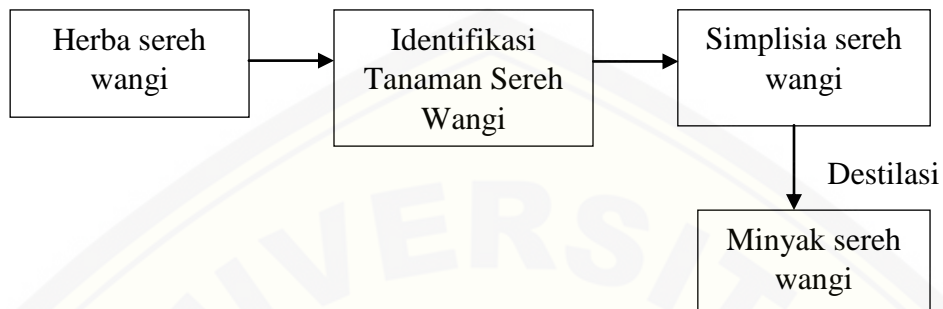 Herba sereh
wangi
Identifikasi
Tanaman Sereh
Wangi
Simplisia sereh
wangi
Destilasi
Minyak sereh
wangi